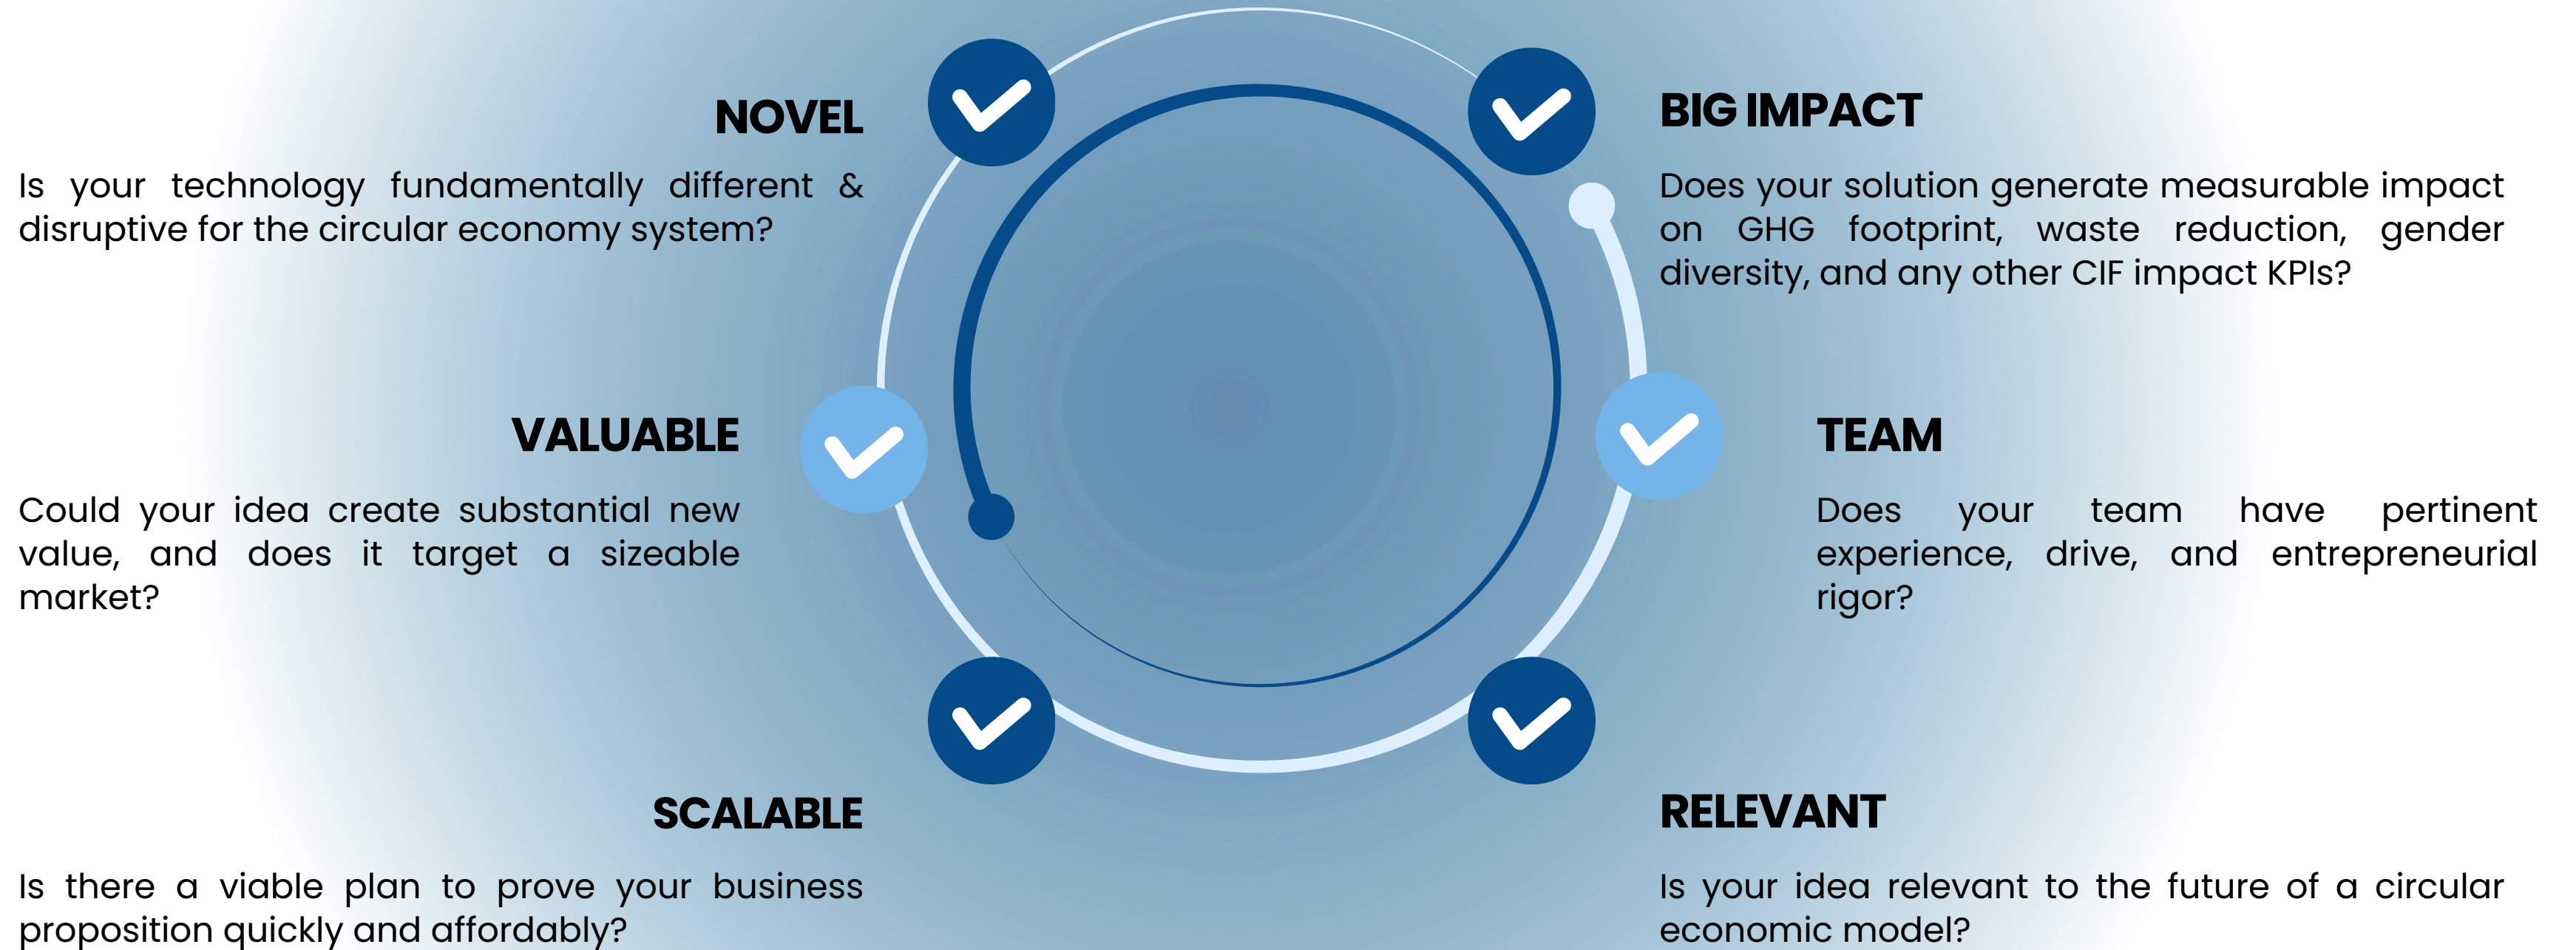 NOVEL
Is your technology fundamentally different &
disruptive for the circular economy system?
VALUABLE
Could your idea create substantial new
value, and does it target a sizeable
market?
SCALABLE
Is there a viable plan to prove your business
proposition quickly and affordably?
BIG IMPACT
Does your solution generate measurable impact
on GHG footprint, waste reduction, gender
diversity, and any other CIF impact KPIs?
TEAM
Does your team have pertinent
experience, drive, and entrepreneurial
rigor?
RELEVANT
Is your idea relevant to the future of a circular
economic model?